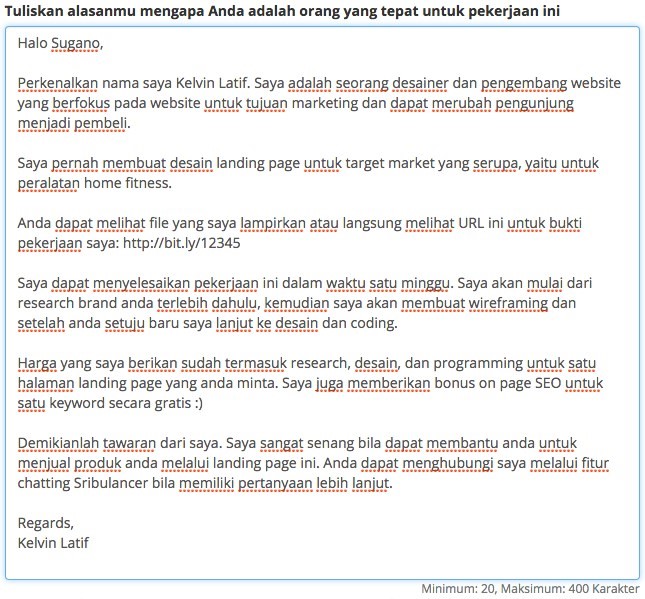 Tuliskan alasanmu mengapa Anda adalah orang yang tepat untuk pekerjaan ini
Halo Sugano,
Perkenalkan nama saya Kelvin Latif. Saya adalah seorang desainer dan pengembang website
yang berfokus pada website untuk tujuan marketing dan dapat merubah pengunjung
menjadi pembeli.
Saya pernah membuat desain landing page untuk target market yang serupa, yaitu untuk
peralatan home fitness.
Anda dapat melihat file yang saya lampirkan atau langsung melihat URL ini untuk bukti
pekerjaan saya: http://bit.ly/12345
Saya dapat menyelesaikan pekerjaan ini dalam waktu satu minggu. Saya akan mulai dari
research brand anda terlebih dahulu, kemudian saya akan membuat wireframing dan
setelah anda setuju baru saya lanjut ke desain dan coding.
Harga yang saya berikan sudah termasuk research, desain, dan programming untuk satu
halaman landing page yang anda minta. Saya juga memberikan bonus on page SEO untuk
satu keyword secara gratis :)
Demikianlah tawaran dari saya. Saya sangat senang bila dapat membantu anda untuk
menjual produk anda melalui landing page ini. Anda dapat menghubungi saya melalui fitur
chatting Sribulancer bila memiliki pertanyaan lebih lanjut.
Regards,
Kelvin Latif
Minimum: 20, Maksimum: 400 Karakter